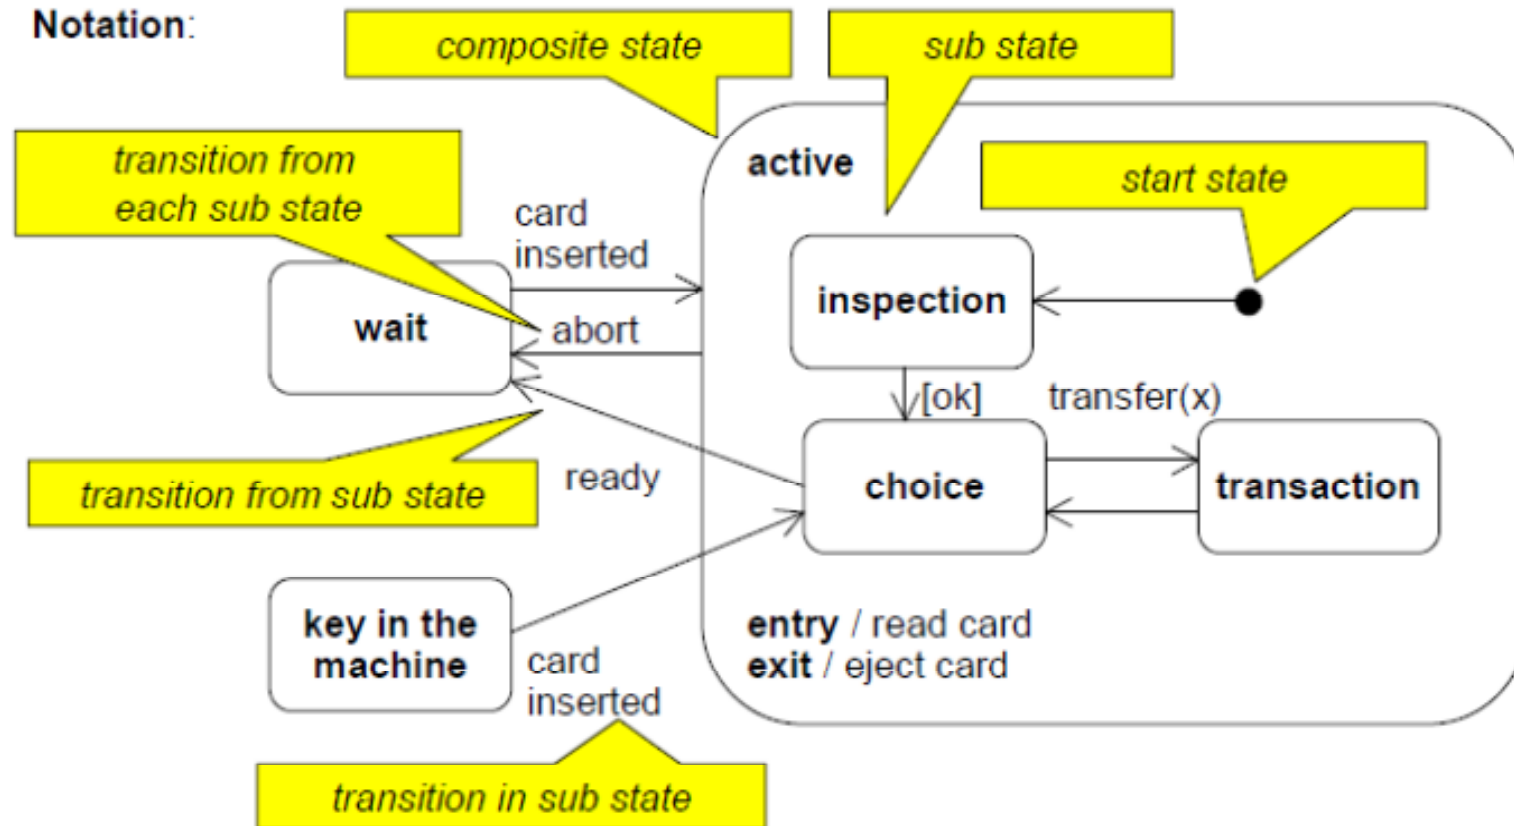 Notation:
composite state
sub state
transition from
each sub state
active
start state
card
inserted
wait
abort
inspection
[ok]
transfer(x)
transition from sub state
ready
choice
transaction
key in the
machine
card
inserted
entry / read card
exit / eject card
transition in sub state